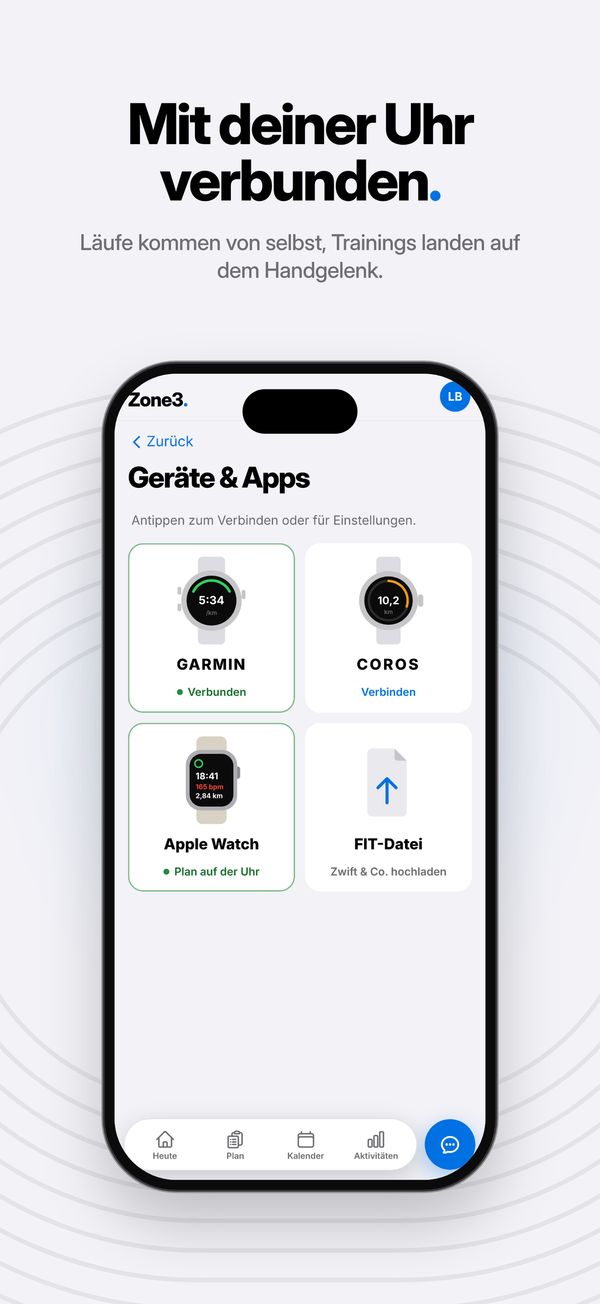 Mit deiner Uhr
verbunden.
Läufe kommen von selbst, Trainings landen auf
dem Handgelenk.
Zone3.
LB
Zurück
Geräte & Apps
Antippen zum Verbinden oder für Einstellungen.
5:34
/km
GARMIN
Verbunden
10,2
km
COROS
Verbinden
18:41
165 bpm
2,84 km
Apple Watch
Plan auf der Uhr
FIT-Datei
Zwift & Co. hochladen
Heute
Plan
Kalender
Aktivitäten